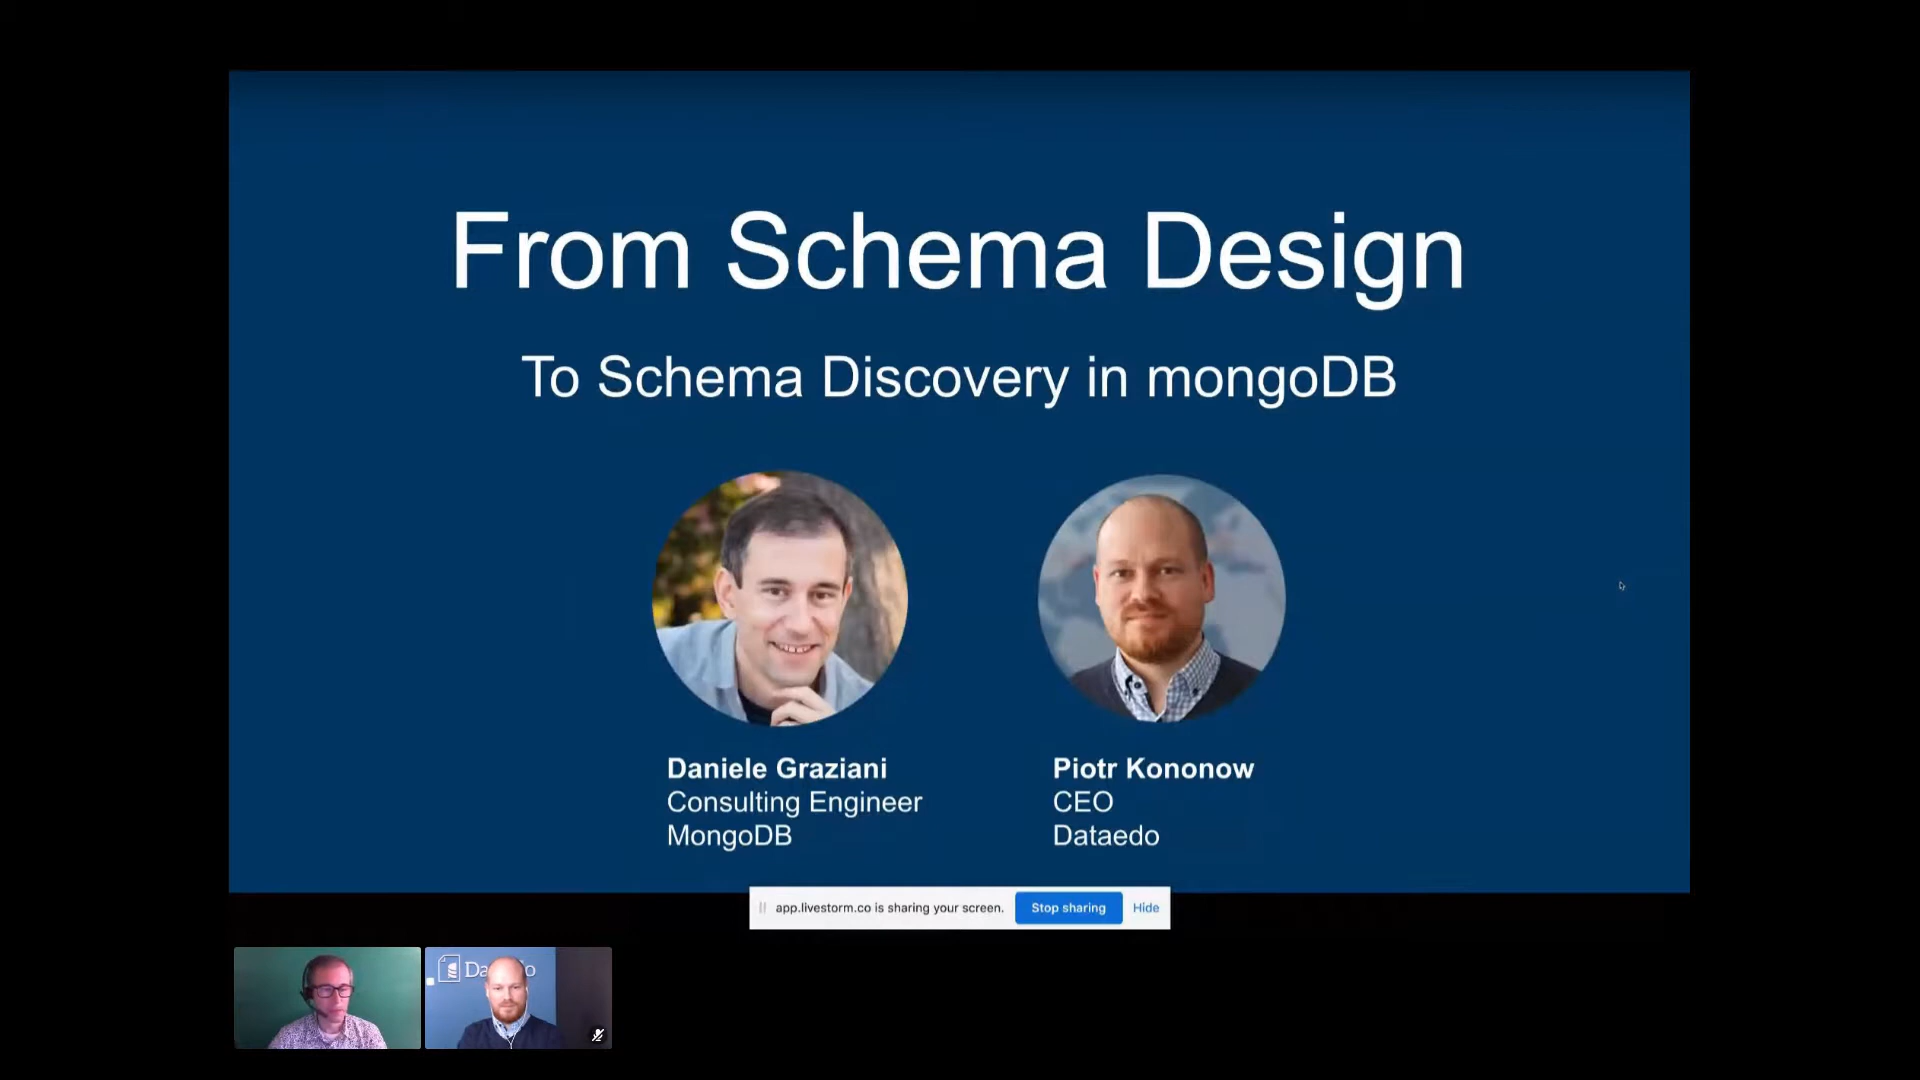 From Schema Design
To Schema Discovery in mongoDB
Daniele Graziani
Consulting Engineer
MongoDB
Piotr Kononow
CEO
Dataedo
app.livestorm.co is sharing your screen. Stop sharing Hide